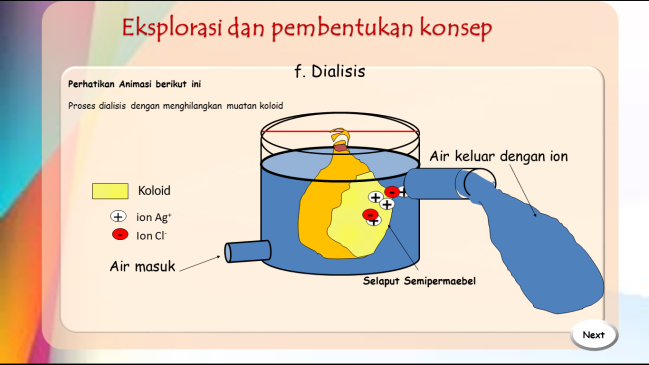 Eksplorasi dan pembentukan konsep
f. Dialisis
Perhatikan Animasi berikut ini
Proses dialisis dengan menghilangkan muatan koloid
Air keluar dengan ion
Koloid
ion Ag⁺
Ion Cl⁻
Air masuk
Selaput Semipermaebel
Next